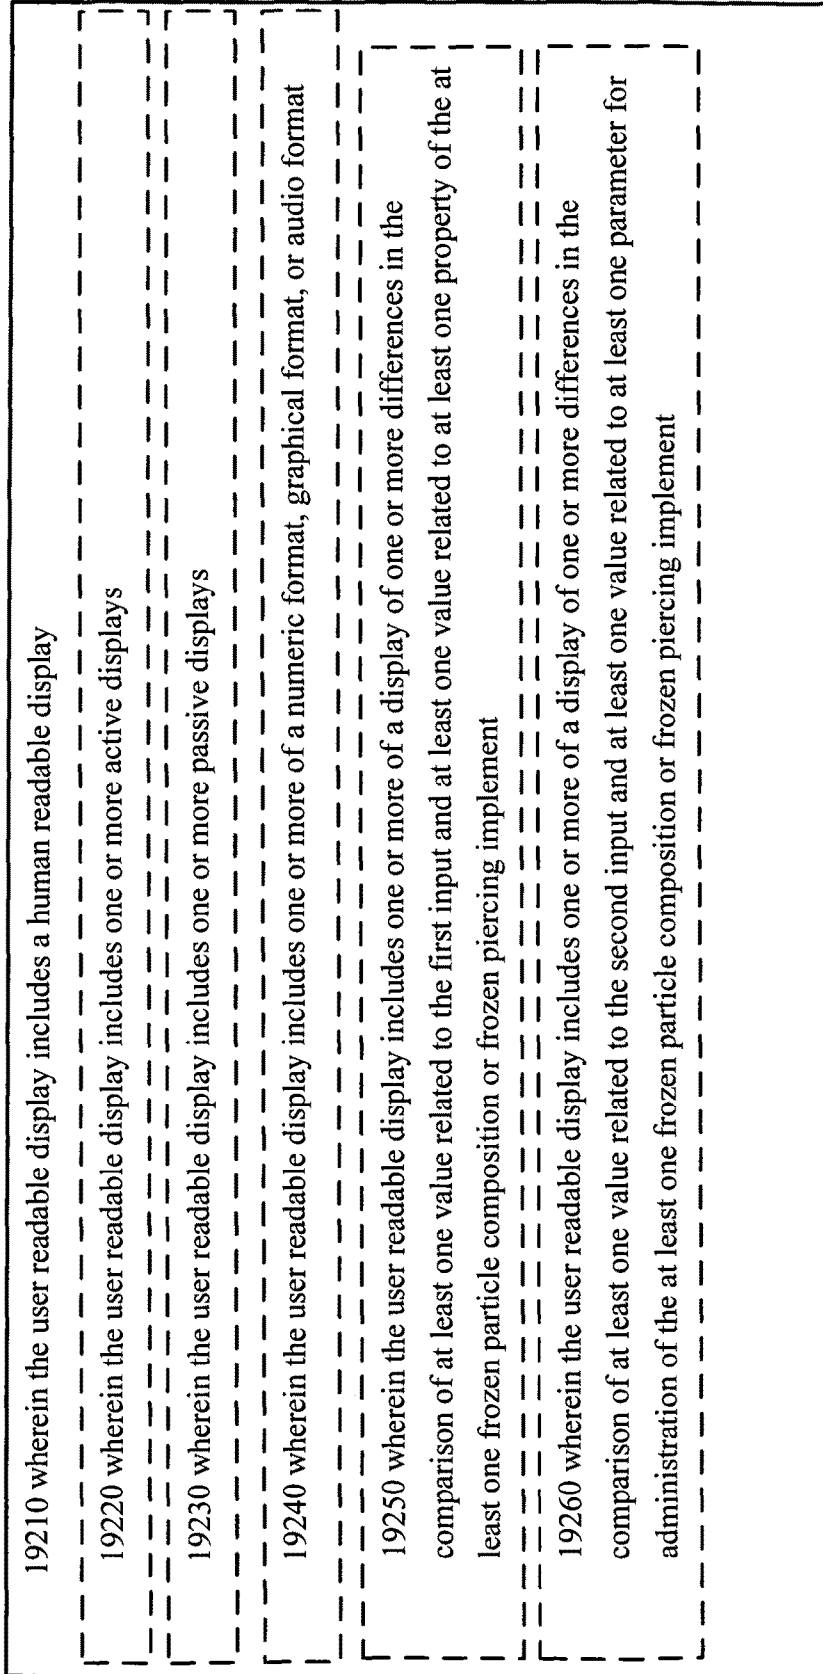 19210 wherein the user readable display includes a human readable display
19220 wherein the user readable display includes one or more active displays
19230 wherein the user readable display includes one or more passive displays
19240 wherein the user readable display includes one or more of a numeric format, graphical format, or audio format
19250 wherein the user readable display includes one or more of a display of one or more differences in the
comparison of at least one value related to the first input and at least one value related to at least one property of the at
least one frozen particle composition or frozen piercing implement
19260 wherein the user readable display includes one or more of a display of one or more differences in the
comparison of at least one value related to the second input and at least one value related to at least one parameter for
administration of the at least one frozen particle composition or frozen piercing implement